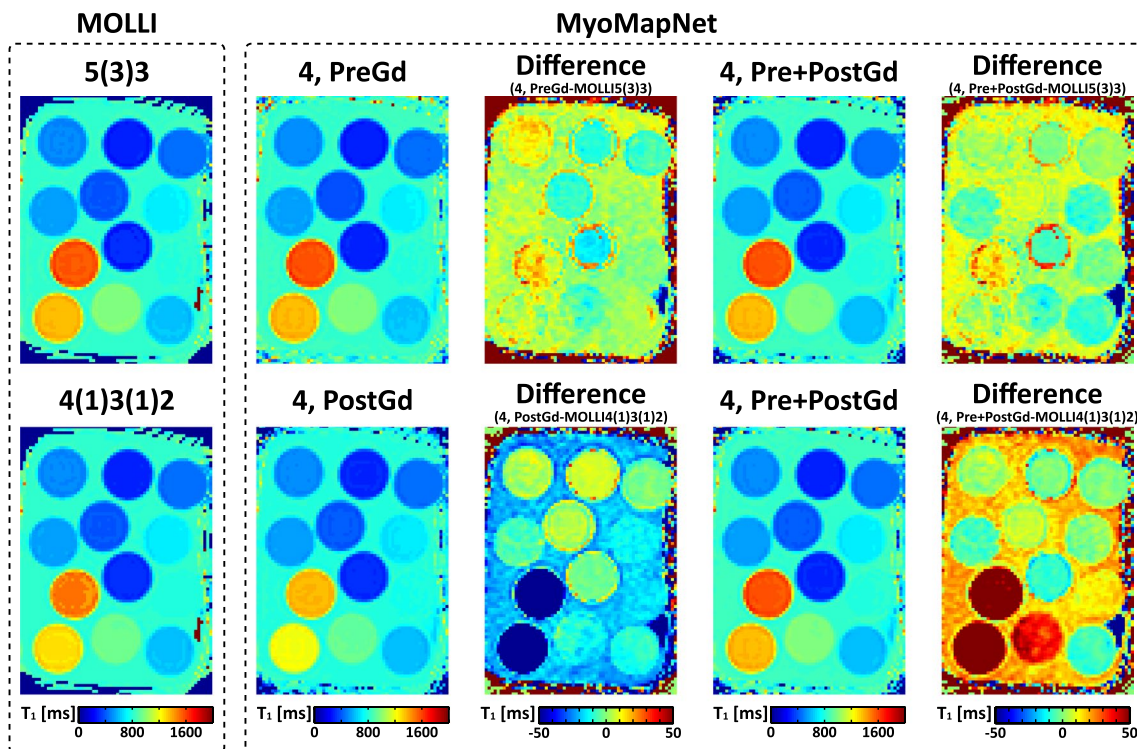 MOLLI
MyoMapNet
5(3)3
4, PreGd
Difference
(4, PreGd-MOLLI5(3)3)
4, Pre+PostGd
Difference
(4, Pre+PostGd-MOLLI5(3)3)
4(1)3(1)2
4, PostGd
Difference
(4, PostGd-MOLLI4(1)3(1)2)
4, Pre+PostGd
Difference
(4, Pre+PostGd-MOLLI4(1)3(1)2)
T₁ [ms]
0 800 1600
T₁ [ms]
0 800 1600
T₁ [ms]
-50 0 50
T₁ [ms]
0 800 1600
T₁ [ms]
-50 0 50